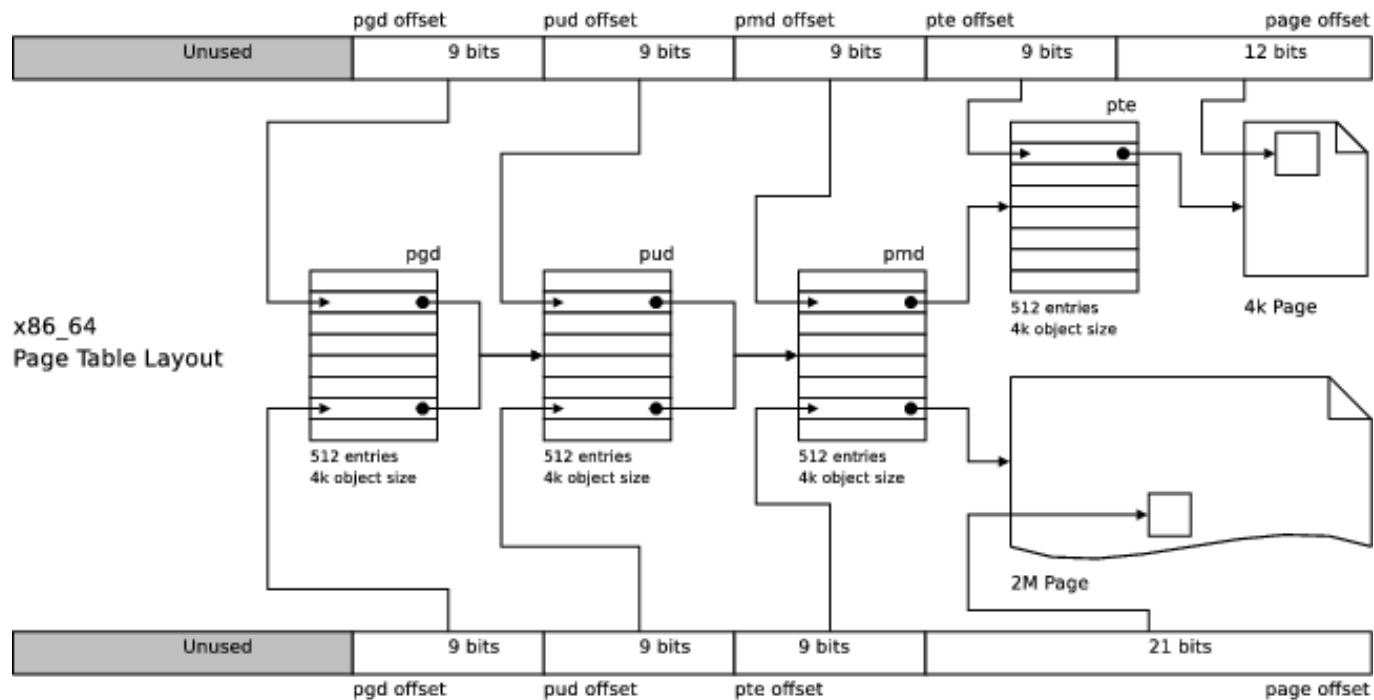 pgd offset
pud offset
pmd offset
pte offset
page offset
Unused
9 bits
9 bits
9 bits
9 bits
12 bits
pte
pgd
pud
pmd
512 entries
4k object size
4k Page
x86_64
Page Table Layout
512 entries
4k object size
512 entries
4k object size
512 entries
4k object size
2M Page
Unused
9 bits
9 bits
9 bits
21 bits
pgd offset
pud offset
pte offset
page offset